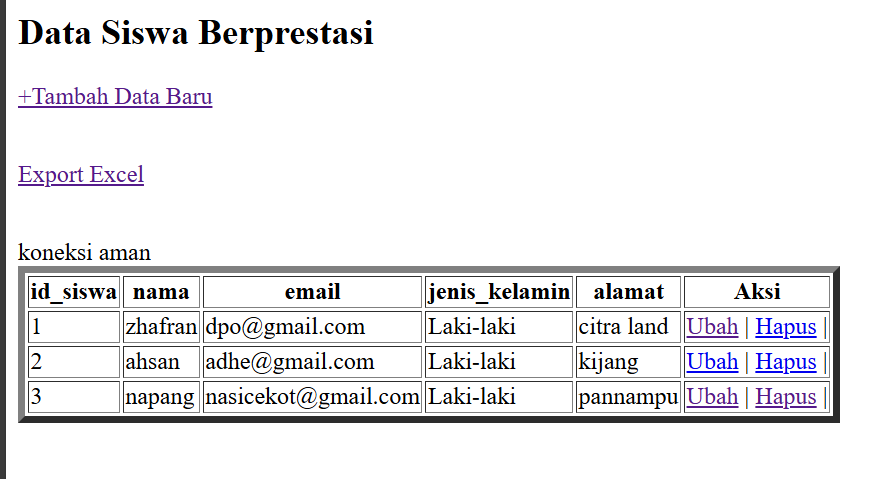 Data Siswa Berprestasi
+Tambah Data Baru
Export Excel
koneksi aman
id_siswa nama email jenis_kelamin alamat Aksi
1 zhafran dpo@gmail.com Laki-laki citra land Ubah | Hapus |
2 ahsan adhe@gmail.com Laki-laki kijang Ubah | Hapus |
3 napang nasicekot@gmail.com Laki-laki pannampu Ubah | Hapus |